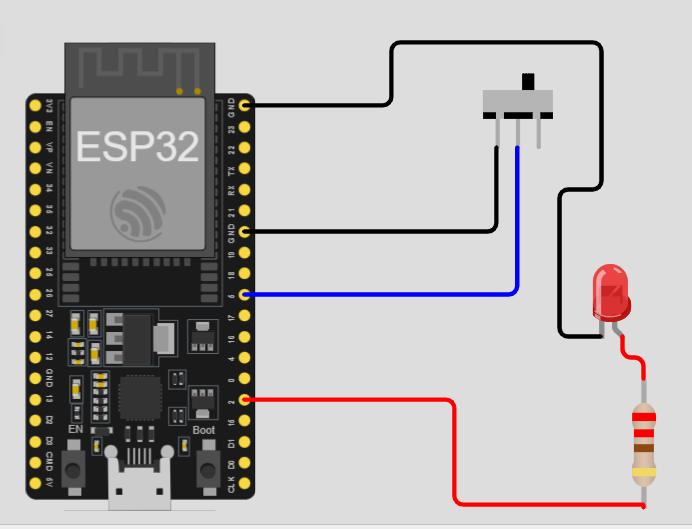 ESP32
3V3
EN
VP
VN
34
35
32
33
25
26
27
14
12
GND
13
D2
D3
CMD
5V
GND
23
22
TX
RX
21
GND
19
18
5
17
16
4
0
2
15
D1
D0
CLK
EN
Boot